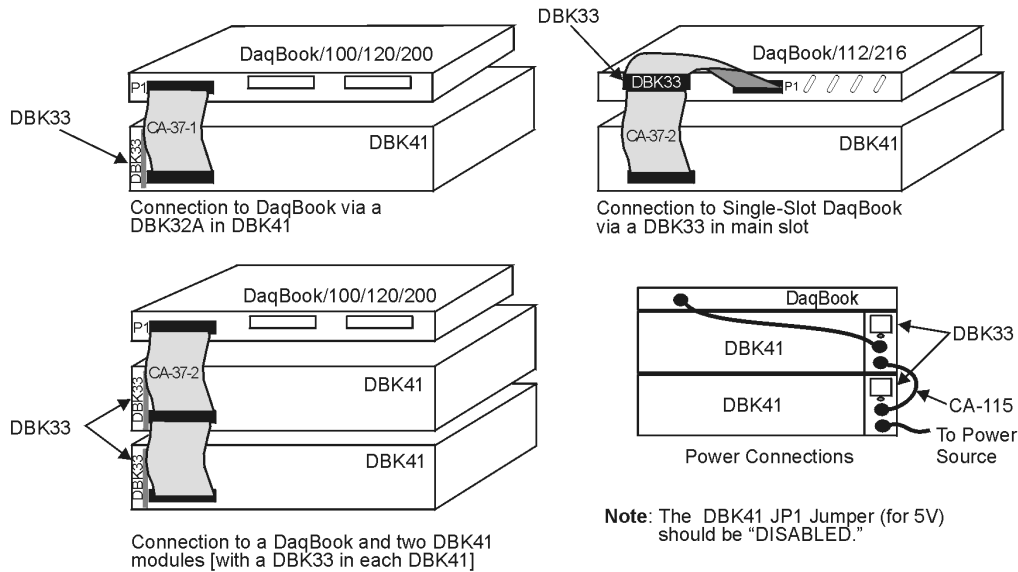 DaqBook/100/120/200
P1
DBK33
CA-37-1
DBK33
DBK41
Connection to DaqBook via a
DBK32A in DBK41
DBK33
DaqBook/112/216
DBK33
P1
CA-37-2
DBK41
Connection to Single-Slot DaqBook
via a DBK33 in main slot
DaqBook/100/120/200
P1
CA-37-2
DBK33
DBK41
DBK33
DBK33
DBK41
Connection to a DaqBook and two DBK41
modules [with a DBK33 in each DBK41]
DaqBook
DBK41
DBK33
DBK41
CA-115
To Power
Source
Power Connections
Note: The DBK41 JP1 Jumper (for 5V)
should be “DISABLED.”